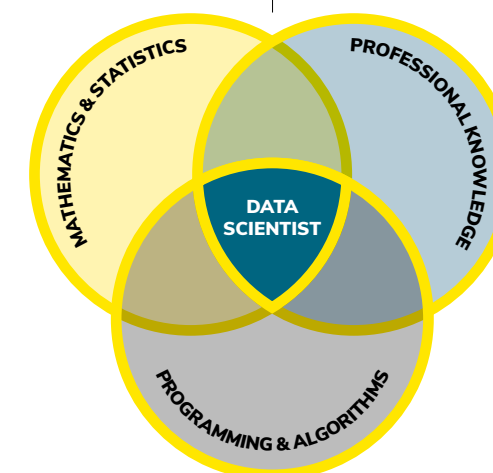 MATHEMATICS & STATISTICS
PROFESSIONAL KNOWLEDGE
DATA
SCIENTIST
PROGRAMMING & ALGORITHMS